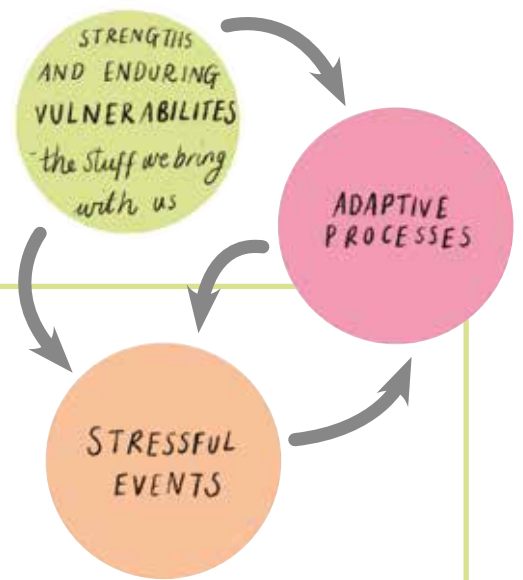 STRENGTHS
AND ENDURING
VULNERABILITES
-the stuff we bring
with us
ADAPTIVE
PROCESSES
STRESSFUL
EVENTS